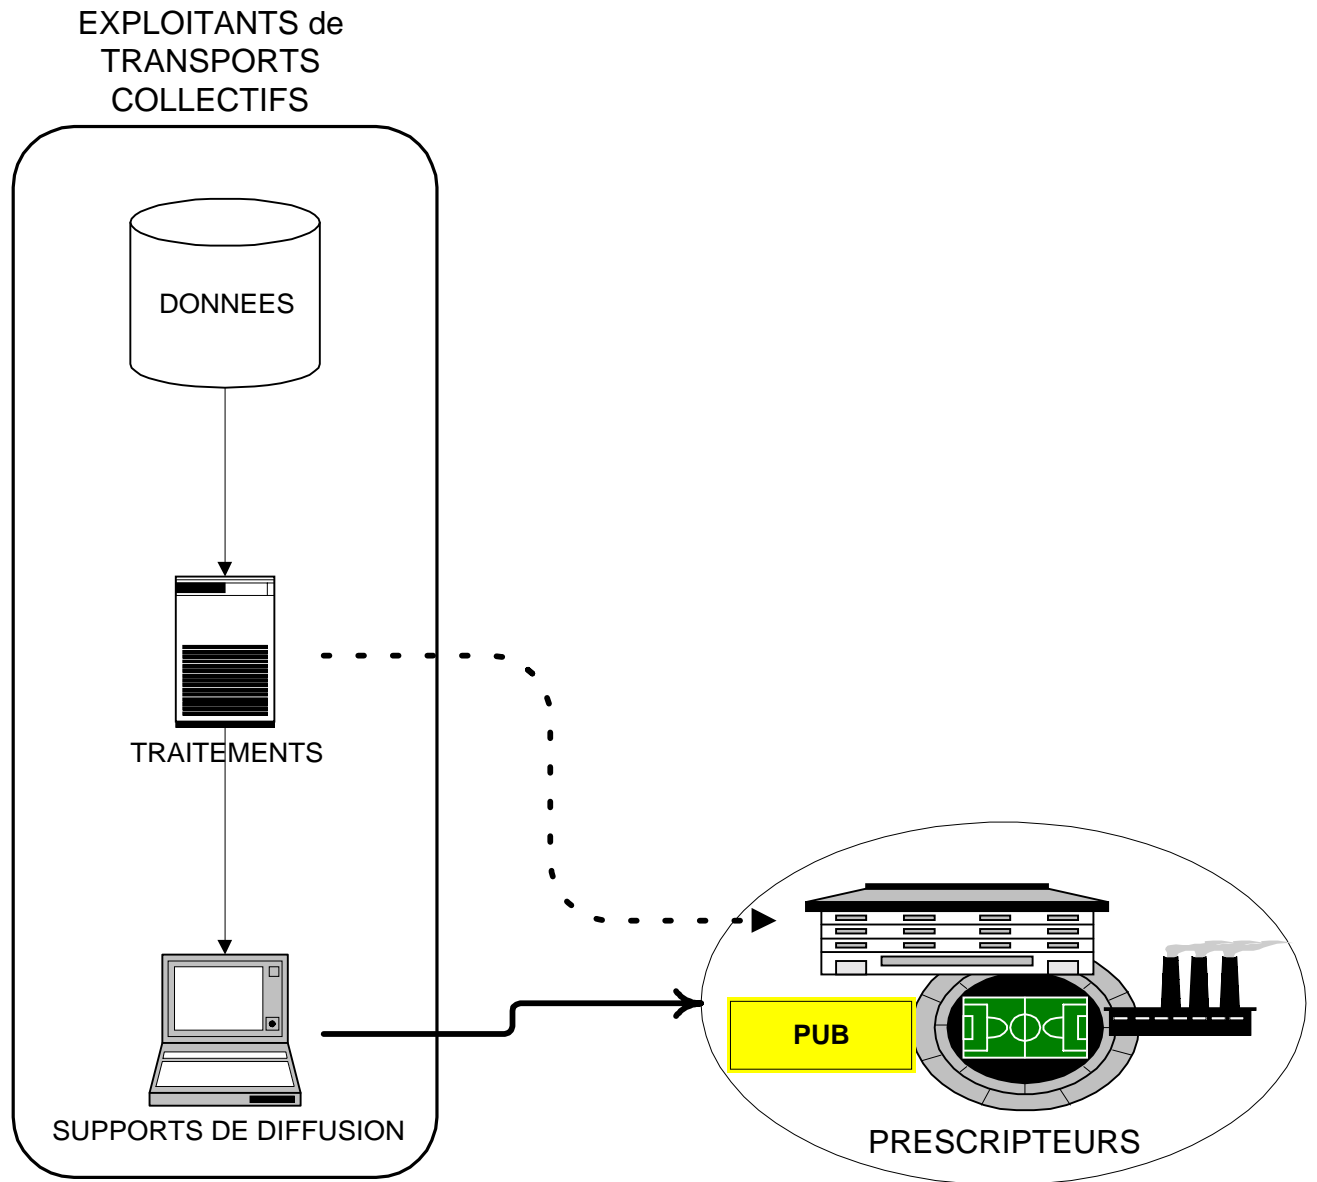 EXPLOITANTS de
TRANSPORTS
COLLECTIFS
DONNEES
TRAITEMENTS
SUPPORTS DE DIFFUSION
PUB
PRESCRIPTEURS